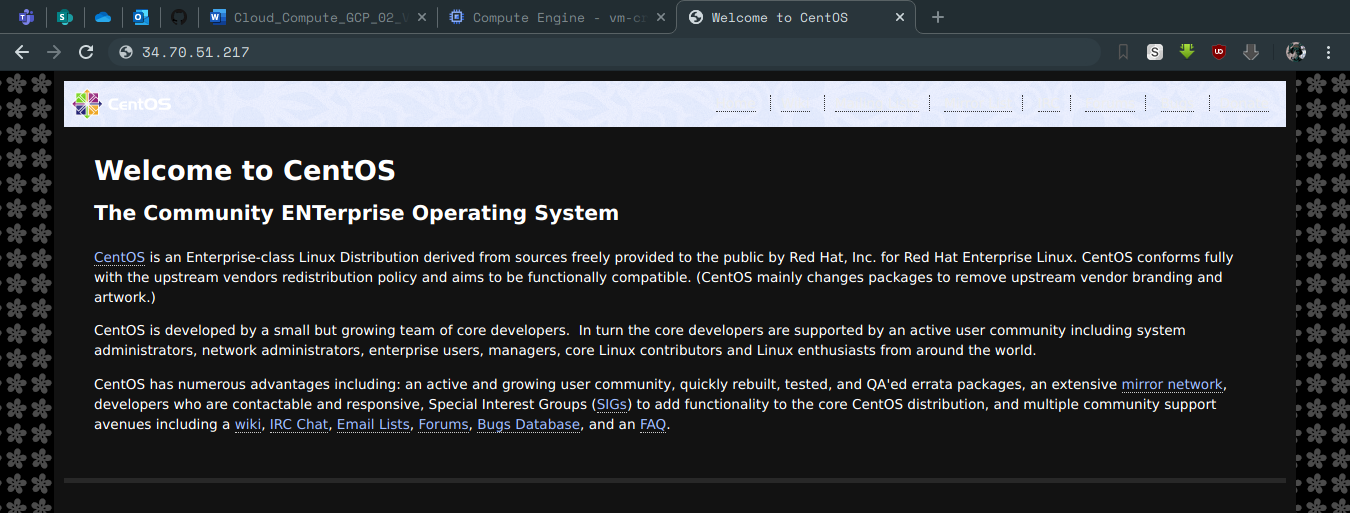 Cloud_Compute_GCP_02_
Compute Engine - vm-c
Welcome to CentOS
34.70.51.217
CentOS
Welcome to CentOS
The Community ENTerprise Operating System
CentOS is an Enterprise-class Linux Distribution derived from sources freely provided to the public by Red Hat, Inc. for Red Hat Enterprise Linux. CentOS conforms fully
with the upstream vendors redistribution policy and aims to be functionally compatible. (CentOS mainly changes packages to remove upstream vendor branding and
artwork.)
CentOS is developed by a small but growing team of core developers.  In turn the core developers are supported by an active user community including system
administrators, network administrators, enterprise users, managers, core Linux contributors and Linux enthusiasts from around the world.
CentOS has numerous advantages including: an active and growing user community, quickly rebuilt, tested, and QA'ed errata packages, an extensive mirror network,
developers who are contactable and responsive, Special Interest Groups (SIGs) to add functionality to the core CentOS distribution, and multiple community support
avenues including a wiki, IRC Chat, Email Lists, Forums, Bugs Database, and an FAQ.